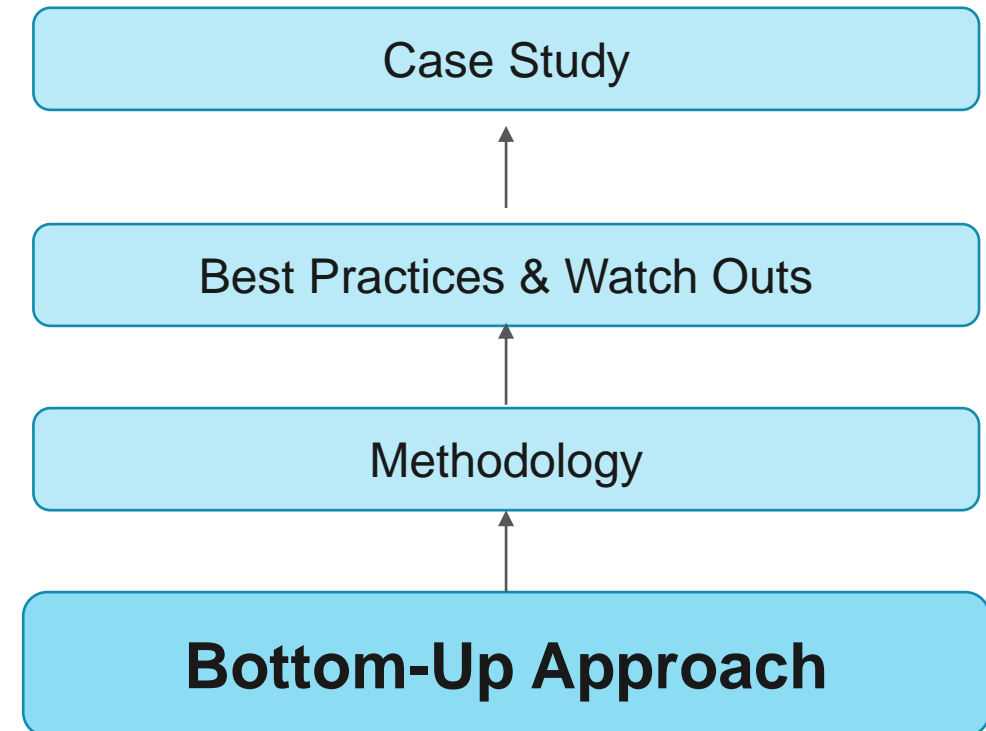 Case Study
Best Practices & Watch Outs
Methodology
Bottom-Up Approach